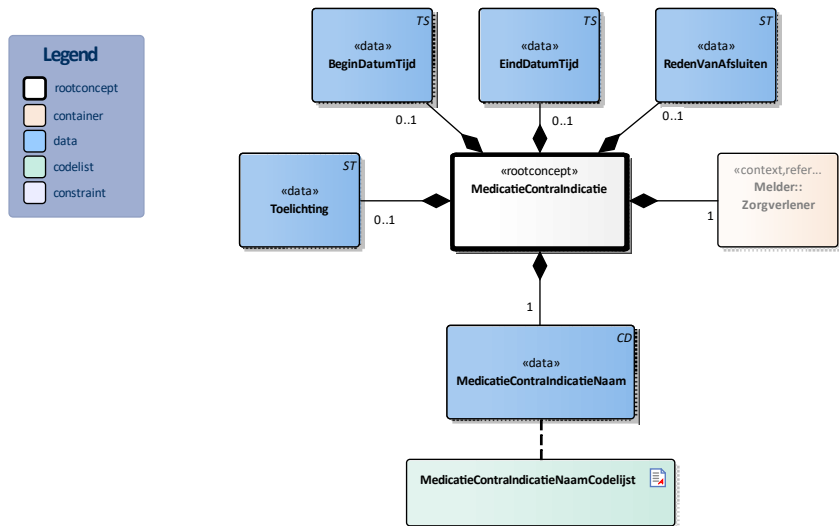 Legend
rootconcept
container
data
codelist
constraint
TS
«data»
BeginDatumTijd
0..1
TS
«data»
EindDatumTijd
0..1
ST
«data»
RedenVanAfsluiten
0..1
ST
«data»
Toelichting
0..1
«rootconcept»
MedicatieContraIndicatie
«context,refer...
Melder::
Zorgverlener
1
1
CD
«data»
MedicatieContraIndicatieNaam
MedicatieContraIndicatieNaamCodelijst